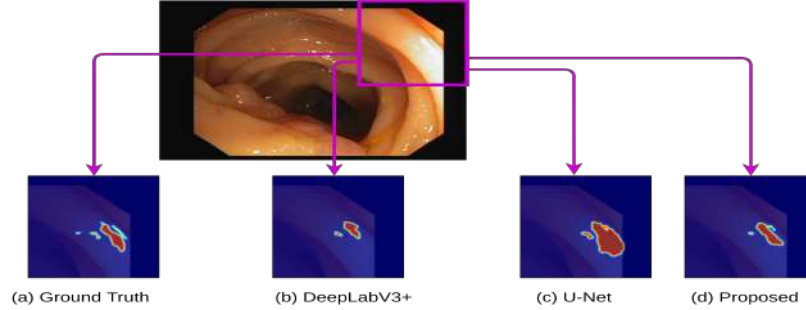 (a) Ground Truth
(b) DeepLabV3+
(c) U-Net
(d) Proposed